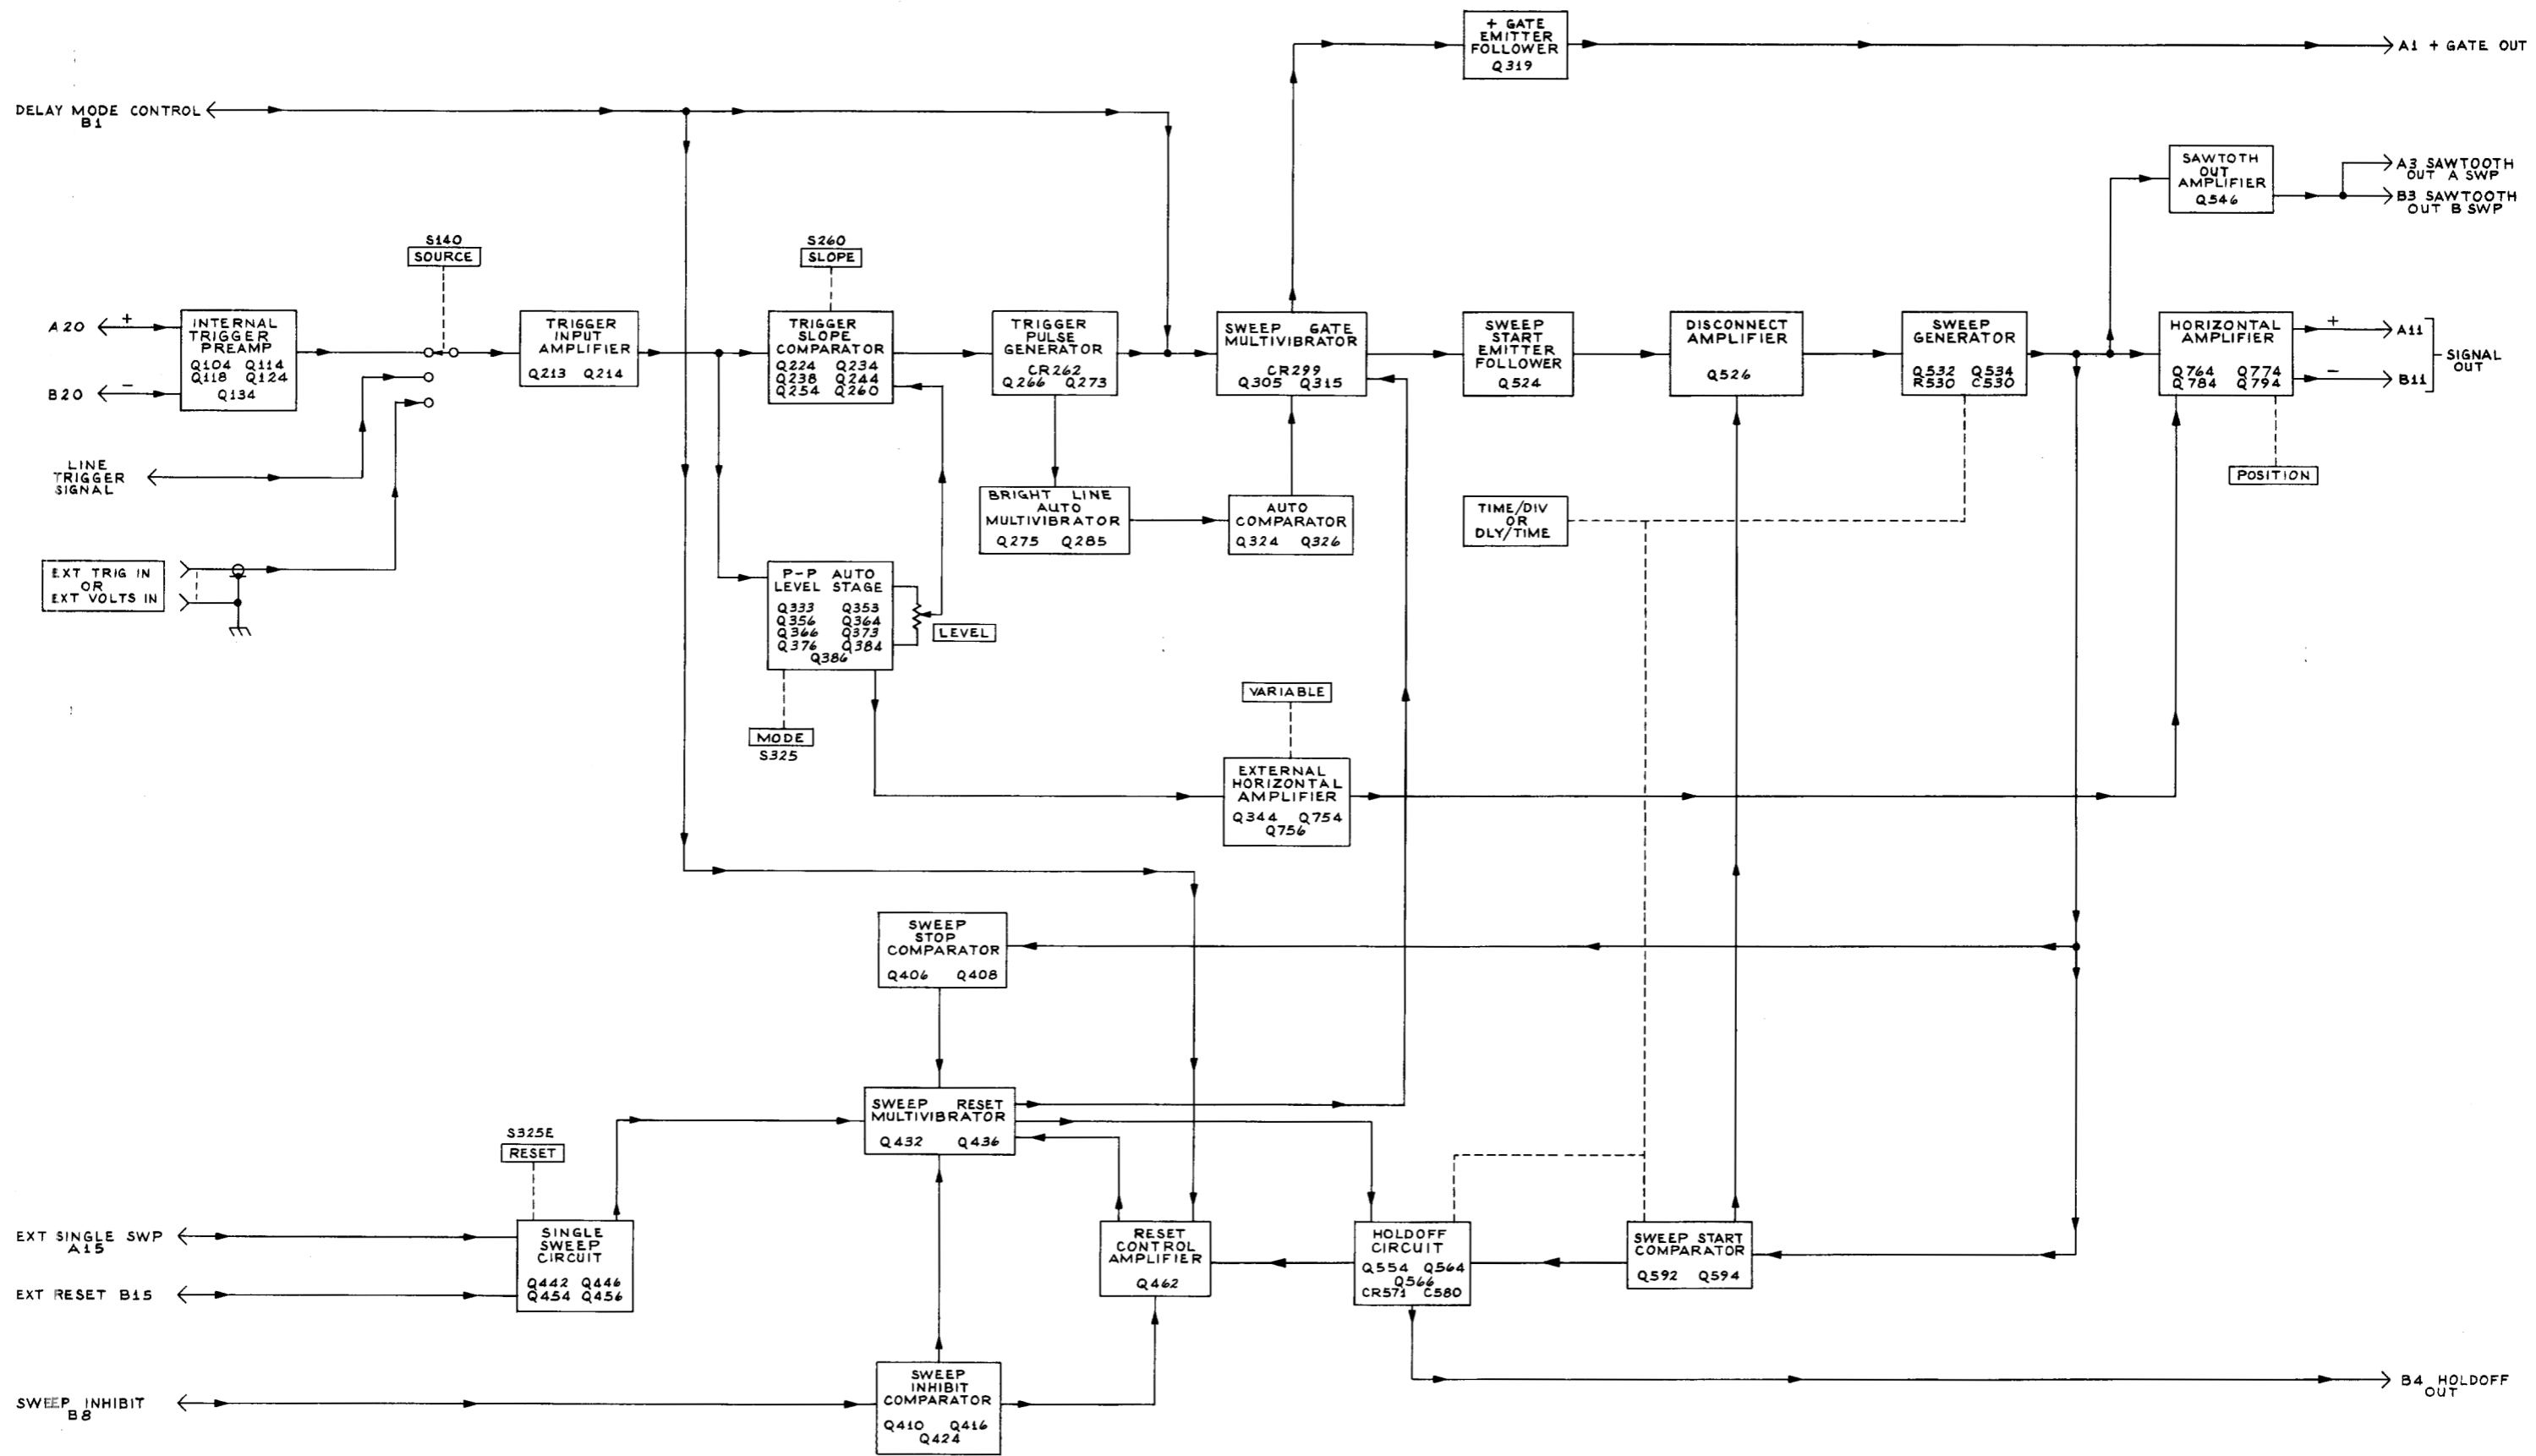 + GATE
EMITTER
FOLLOWER
Q319
A1 + GATE OUT
DELAY MODE CONTROL
B1
SAWTOTH
OUT
AMPLIFIER
Q546
A3 SAWTOOTH
OUT A SWP
B3 SAWTOOTH
OUT B SWP
S140
SOURCE
S260
SLOPE
A20
+
B20
−
INTERNAL
TRIGGER
PREAMP
Q104 Q114
Q118 Q124
Q134
TRIGGER
INPUT
AMPLIFIER
Q213 Q214
TRIGGER
SLOPE
COMPARATOR
Q224 Q234
Q238 Q244
Q254 Q260
TRIGGER
PULSE
GENERATOR
CR262
Q266 Q273
SWEEP GATE
MULTIVIBRATOR
CR299
Q305 Q315
SWEEP
START
EMITTER
FOLLOWER
Q524
DISCONNECT
AMPLIFIER
Q526
SWEEP
GENERATOR
Q532 Q534
R530 C530
HORIZONTAL
AMPLIFIER
Q764 Q774
Q784 Q794
+
A11
−
B11
SIGNAL
OUT
LINE
TRIGGER
SIGNAL
POSITION
BRIGHT LINE
AUTO
MULTIVIBRATOR
Q275 Q285
AUTO
COMPARATOR
Q324 Q326
TIME/DIV
OR
DLY/TIME
EXT TRIG IN
OR
EXT VOLTS IN
P-P AUTO
LEVEL STAGE
Q333 Q353
Q356 Q364
Q366 Q373
Q376 Q384
Q386
LEVEL
MODE
S325
VARIABLE
EXTERNAL
HORIZONTAL
AMPLIFIER
Q344 Q754
Q756
SWEEP
STOP
COMPARATOR
Q406 Q408
SWEEP RESET
MULTIVIBRATOR
Q432 Q436
S325E
RESET
EXT SINGLE SWP
A15
EXT RESET B15
SINGLE
SWEEP
CIRCUIT
Q442 Q446
Q454 Q456
RESET
CONTROL
AMPLIFIER
Q462
HOLDOFF
CIRCUIT
Q554 Q564
Q566
CR571 C580
SWEEP START
COMPARATOR
Q592 Q594
SWEEP INHIBIT
B8
SWEEP
INHIBIT
COMPARATOR
Q410 Q416
Q424
B4 HOLDOFF
OUT